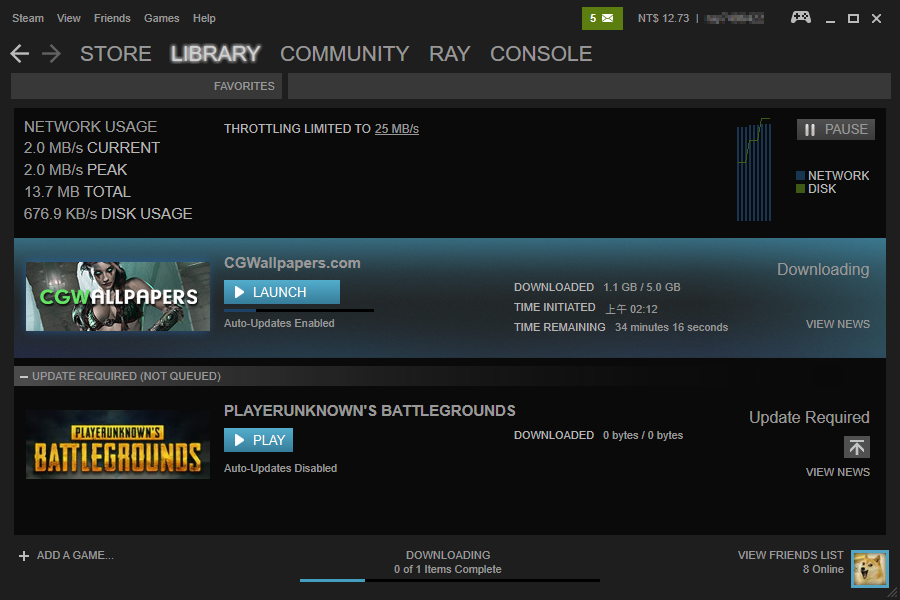 Steam View Friends Games Help
5
NT$ 12.73 |
STORE LIBRARY COMMUNITY RAY CONSOLE
FAVORITES
NETWORK USAGE
2.0 MB/s CURRENT
2.0 MB/s PEAK
13.7 MB TOTAL
676.9 KB/s DISK USAGE
THROTTLING LIMITED TO 25 MB/s
PAUSE
NETWORK
DISK
CGWALLPAPERS
CGWallpapers.com
LAUNCH
Auto-Updates Enabled
DOWNLOADED 1.1 GB / 5.0 GB
TIME INITIATED 上午 02:12
TIME REMAINING 34 minutes 16 seconds
Downloading
VIEW NEWS
UPDATE REQUIRED (NOT QUEUED)
PLAYERUNKNOWN'S
BATTLEGROUNDS
PLAYERUNKNOWN'S BATTLEGROUNDS
PLAY
Auto-Updates Disabled
DOWNLOADED 0 bytes / 0 bytes
Update Required
VIEW NEWS
ADD A GAME...
DOWNLOADING
0 of 1 Items Complete
VIEW FRIENDS LIST
8 Online